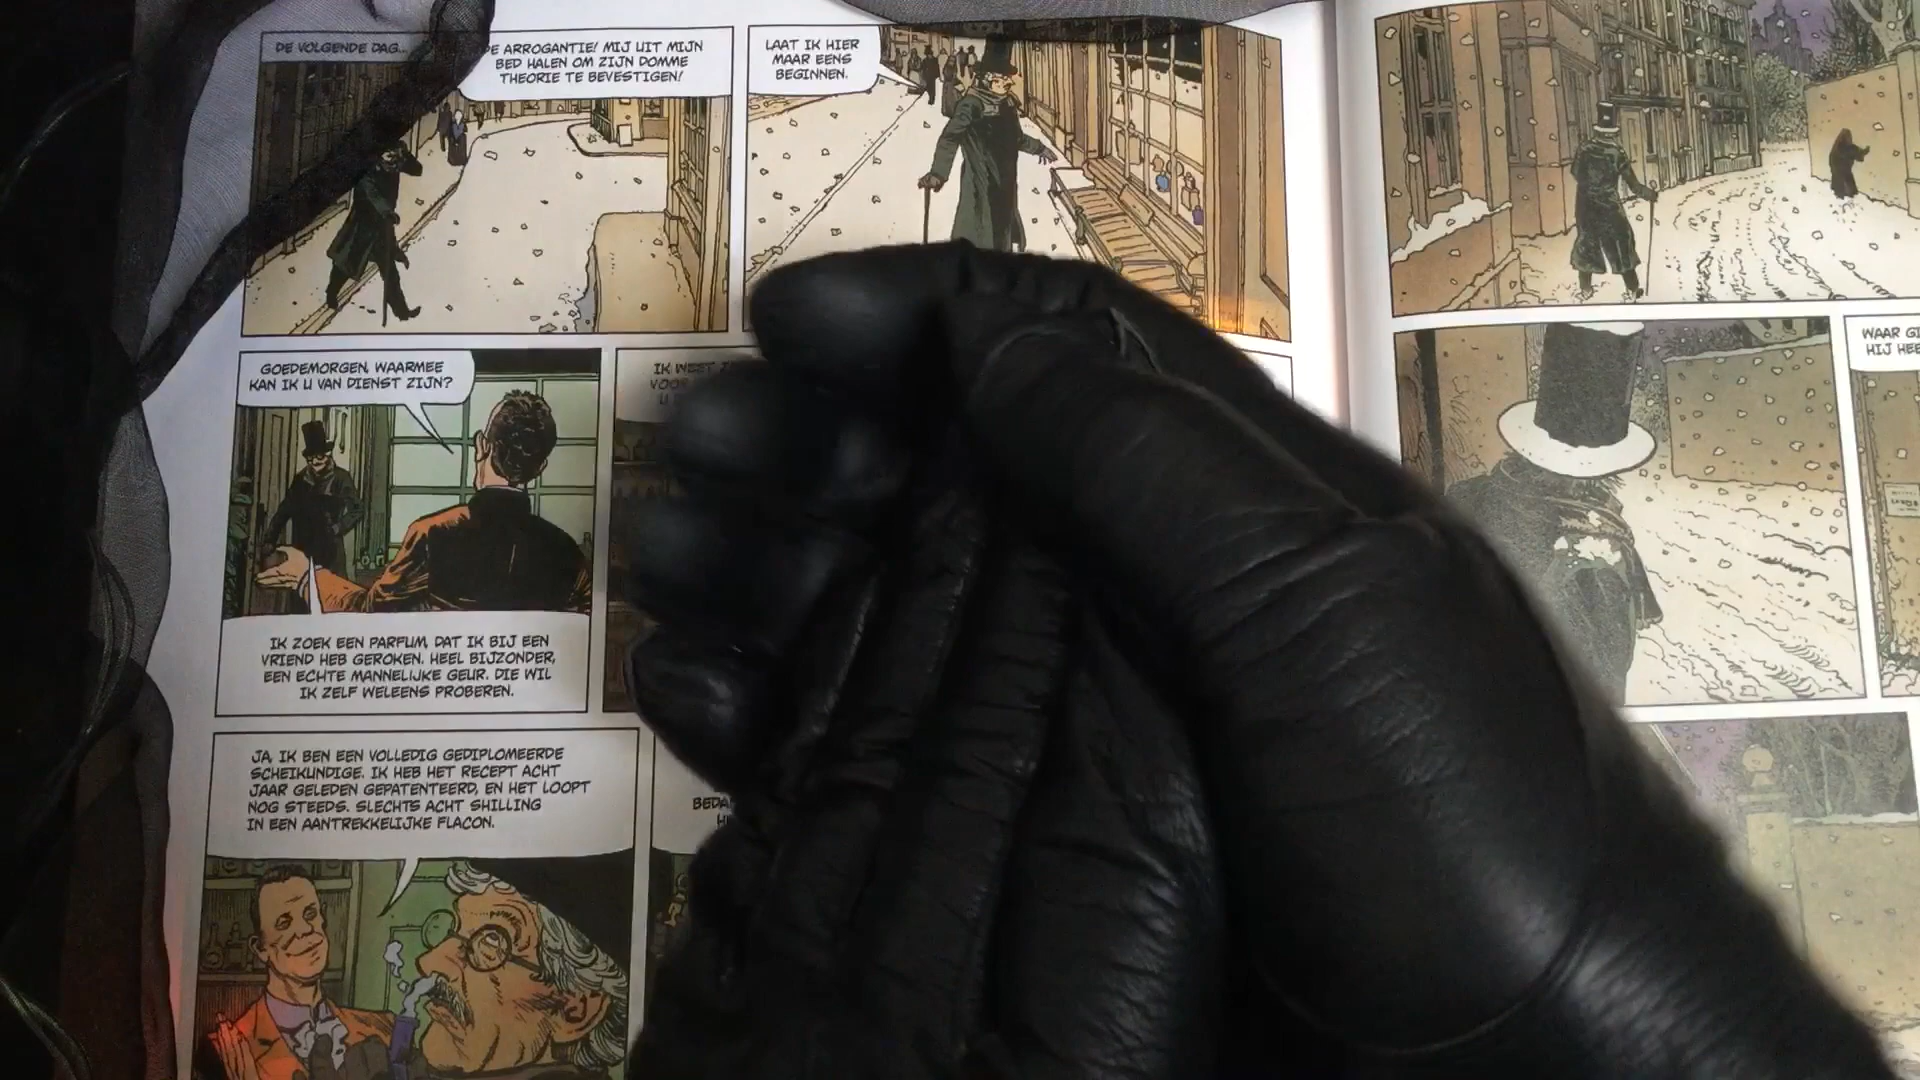 DE VOLGENDE DAG...
ARROGANTIE! MIJ UIT MIJN
BED HALEN OM ZIJN DOMME
THEORIE TE BEVESTIGEN!
LAAT IK HIER
MAAR EENS
BEGINNEN.
GOEDEMORGEN, WAARMEE
KAN IK U VAN DIENST ZIJN?
IK ZOEK EEN PARFUM, DAT IK BIJ EEN
VRIEND HEB GEROKEN. HEEL BIJZONDER,
EEN ECHTE MANNELIJKE GEUR. DIE WIL
IK ZELF WELEENS PROBEREN.
IK WEET
JA, IK BEN EEN VOLLEDIG GEDIPLOMEERDE
SCHEIKUNDIGE. IK HEB HET RECEPT ACHT
JAAR GELEDEN GEPATENTEERD, EN HET LOOPT
NOG STEEDS. SLECHTS ACHT SHILLING
IN EEN AANTREKKELIJKE FLACON.
WAAR
HIJ